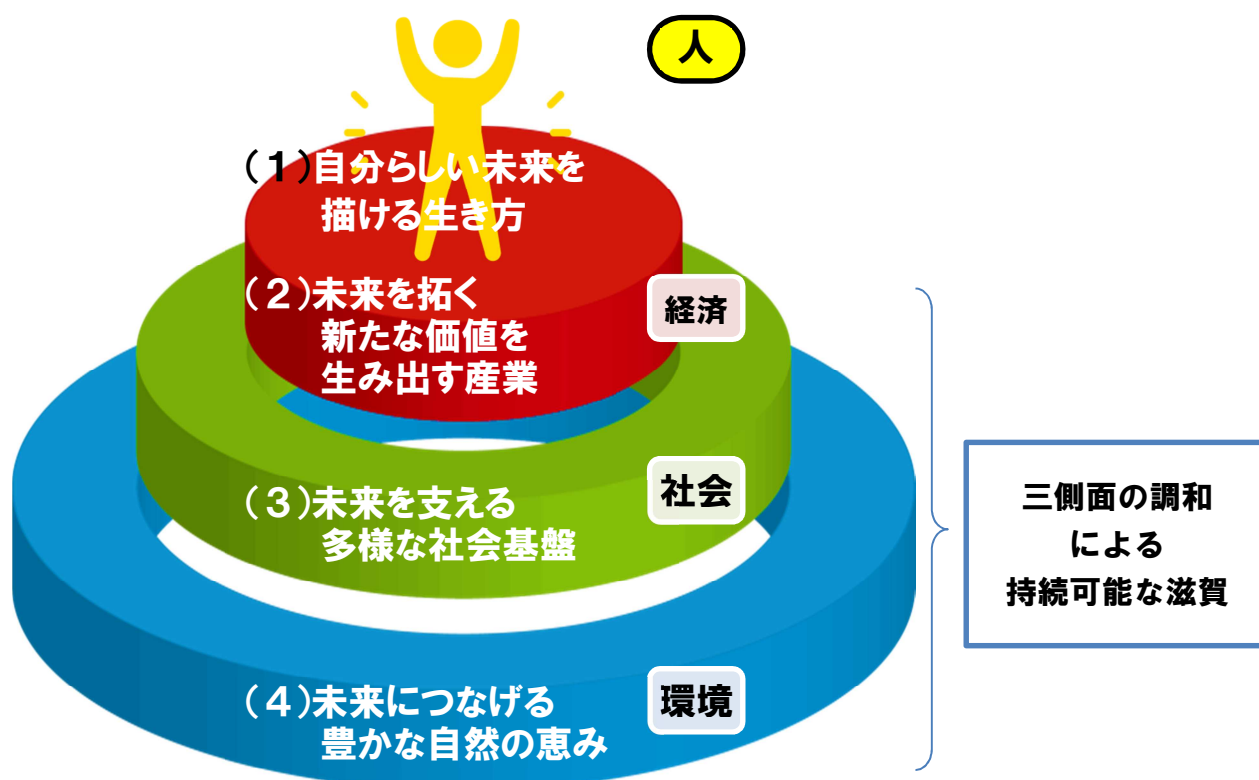 人
（１）自分らしい未来を
描ける生き方
（２）未来を拓く
新たな価値を
生み出す産業
経済
（３）未来を支える
多様な社会基盤
社会
（４）未来につなげる
豊かな自然の恵み
環境
三側面の調和
による
持続可能な滋賀